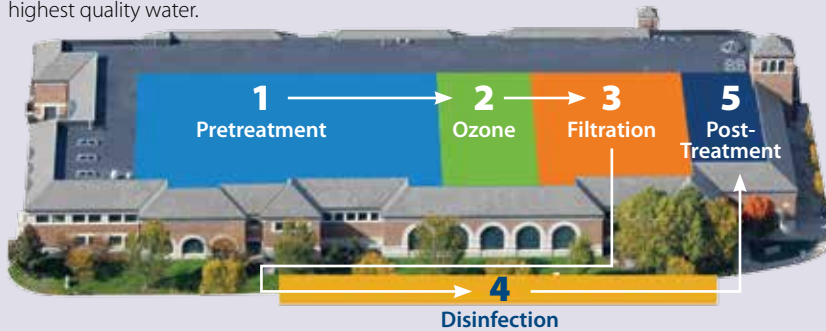 highest quality water.
1
Pretreatment
2
Ozone
3
Filtration
5
Post-
Treatment
4
Disinfection